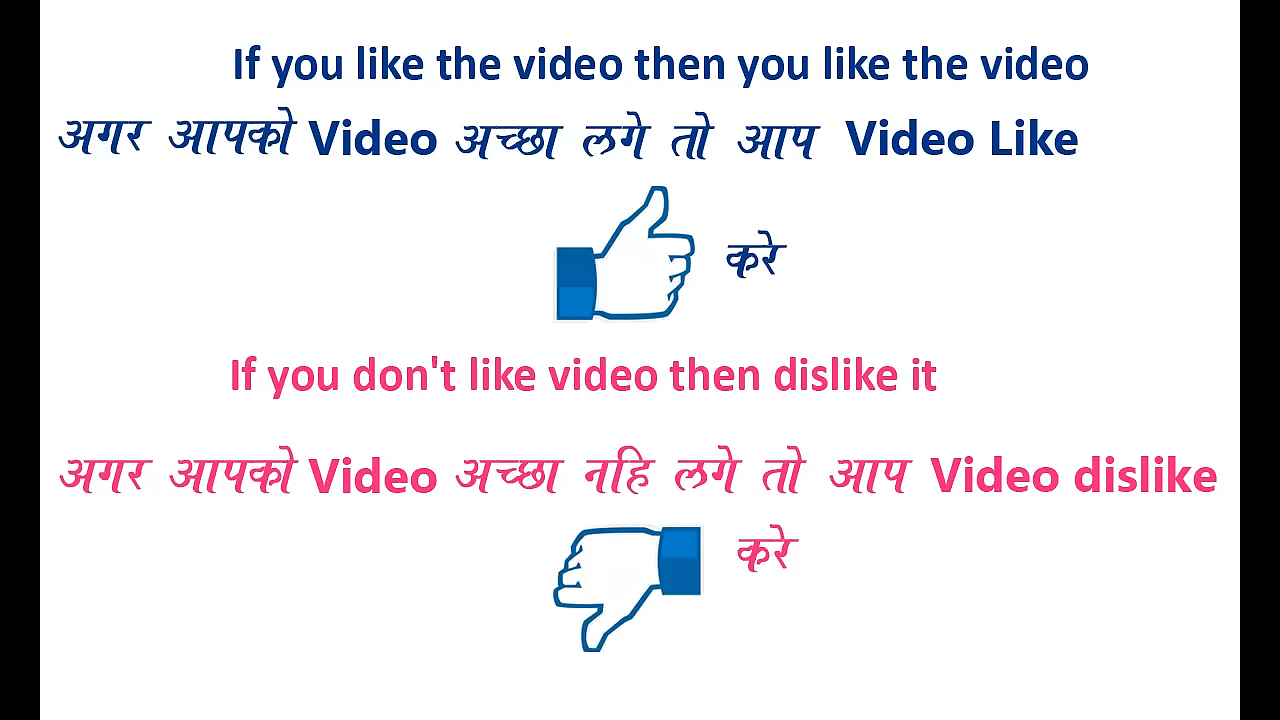 If you like the video then you like the video
अगर आपको Video अच्छा लगे तो आप Video Like
करे
If you don't like video then dislike it
अगर आपको Video अच्छा नहि लगे तो आप Video dislike
करे